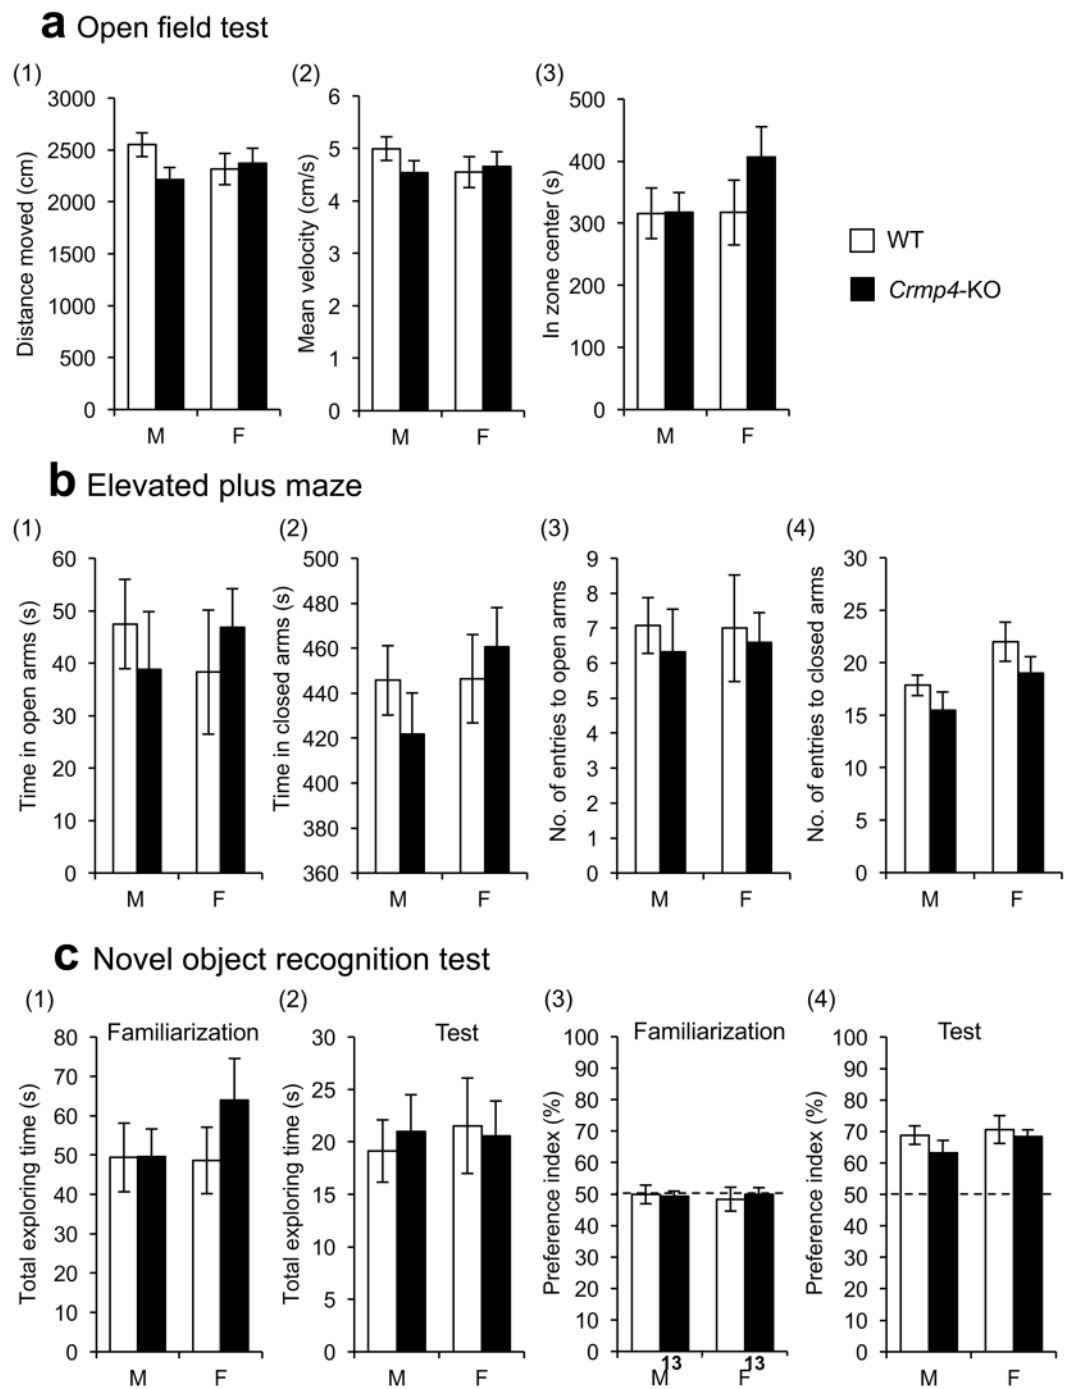 a Open field test
(1)
(2)
(3)
3000
2500
2000
1500
1000
500
0
Distance moved (cm)
M
F
6
5
4
3
2
1
0
Mean velocity (cm/s)
M
F
500
400
300
200
100
0
In zone center (s)
M
F
WT
Crmp4-KO
b Elevated plus maze
(1)
(2)
(3)
(4)
60
50
40
30
20
10
0
Time in open arms (s)
M
F
500
480
460
440
420
400
380
360
Time in closed arms (s)
M
F
9
8
7
6
5
4
3
2
1
0
No. of entries to open arms
M
F
30
25
20
15
10
5
0
No. of entries to closed arms
M
F
c Novel object recognition test
(1)
(2)
(3)
(4)
Familiarization
80
70
60
50
40
30
20
10
0
Total exploring time (s)
M
F
Test
30
25
20
15
10
5
0
Total exploring time (s)
M
F
Familiarization
100
90
80
70
60
50
40
30
20
10
0
Preference index (%)
13
13
M
F
Test
100
90
80
70
60
50
40
30
20
10
0
Preference index (%)
M
F